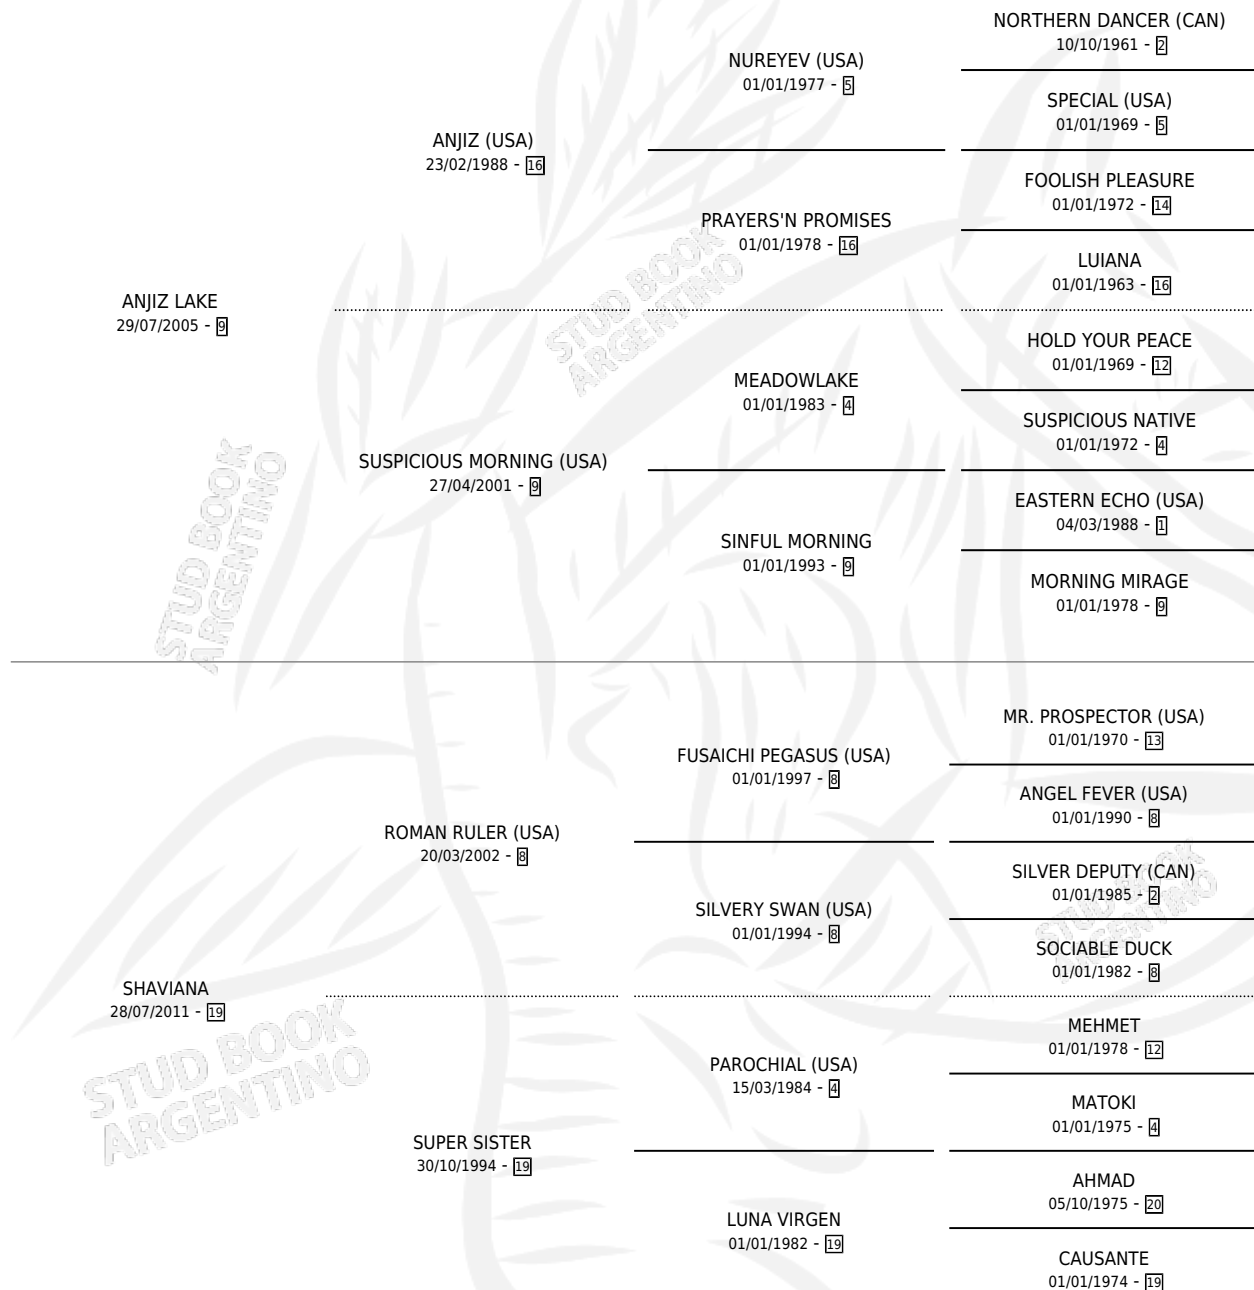 NORTHERN DANCER (CAN)
10/10/1961 - 2
NUREYEV (USA)
01/01/1977 - 5
SPECIAL (USA)
01/01/1969 - 5
ANJIZ (USA)
23/02/1988 - 16
FOOLISH PLEASURE
01/01/1972 - 14
PRAYERS'N PROMISES
01/01/1978 - 16
LUIANA
01/01/1963 - 16
ANJIZ LAKE
29/07/2005 - 9
STUD BOOK
ARGENTINO
HOLD YOUR PEACE
01/01/1969 - 12
MEADOWLAKE
01/01/1983 - 4
SUSPICIOUS NATIVE
01/01/1972 - 4
SUSPICIOUS MORNING (USA)
27/04/2001 - 9
EASTERN ECHO (USA)
04/03/1988 - 1
SINFUL MORNING
01/01/1993 - 9
MORNING MIRAGE
01/01/1978 - 9
STUD BOOK
ARGENTINO
MR. PROSPECTOR (USA)
01/01/1970 - 13
FUSAICHI PEGASUS (USA)
01/01/1997 - 8
ANGEL FEVER (USA)
01/01/1990 - 8
ROMAN RULER (USA)
20/03/2002 - 8
SILVER DEPUTY (CAN)
01/01/1985 - 2
SILVERY SWAN (USA)
01/01/1994 - 8
SOCIABLE DUCK
01/01/1982 - 8
STUD BOOK
ARGENTINO
SHAVIANA
28/07/2011 - 19
STUD BOOK
ARGENTINO
MEHMET
01/01/1978 - 12
PAROCHIAL (USA)
15/03/1984 - 4
MATOKI
01/01/1975 - 4
SUPER SISTER
30/10/1994 - 19
AHMAD
05/10/1975 - 20
LUNA VIRGEN
01/01/1982 - 19
CAUSANTE
01/01/1974 - 19